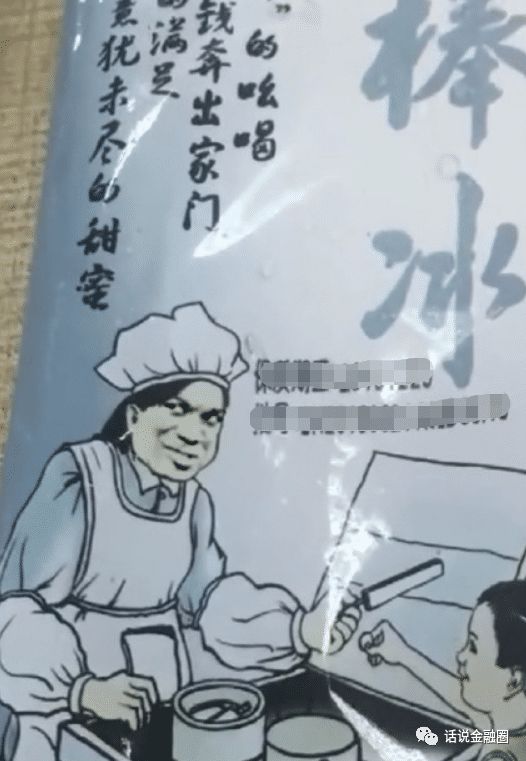 棒冰
”的吆喝
钱奔出家门
的满足
意犹未尽的甜蜜
话说金融圈